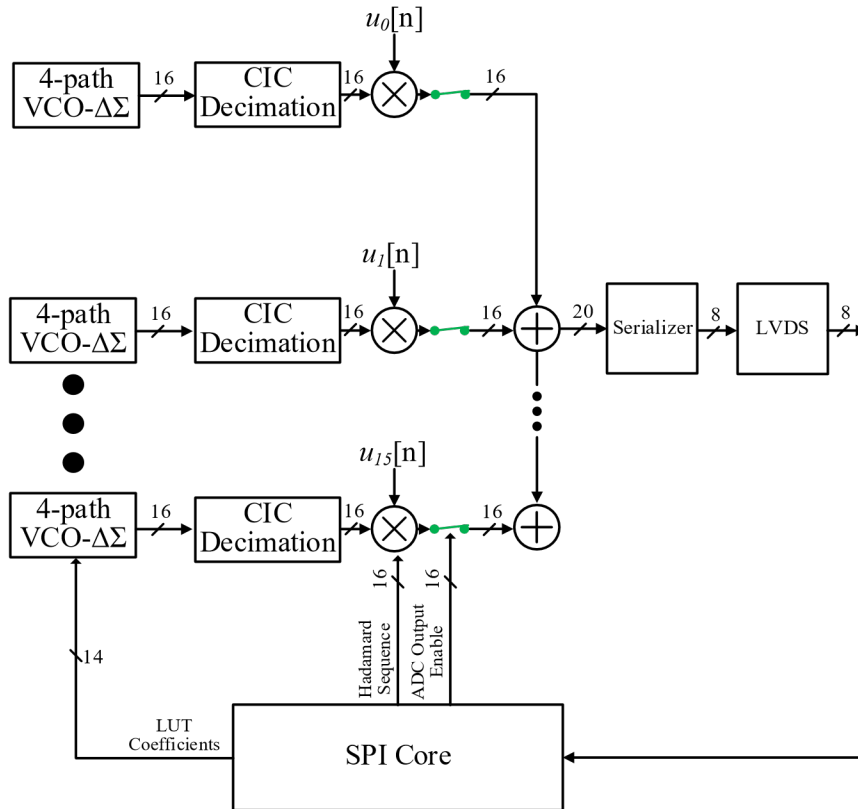 u0[n]
4-path
VCO-ΔΣ
16
CIC
Decimation
16
16
u1[n]
4-path
VCO-ΔΣ
16
CIC
Decimation
16
16
20
Serializer
8
LVDS
8
u15[n]
4-path
VCO-ΔΣ
16
CIC
Decimation
16
16
16
16
Hadamard
Sequence
ADC Output
Enable
14
LUT
Coefficients
SPI Core